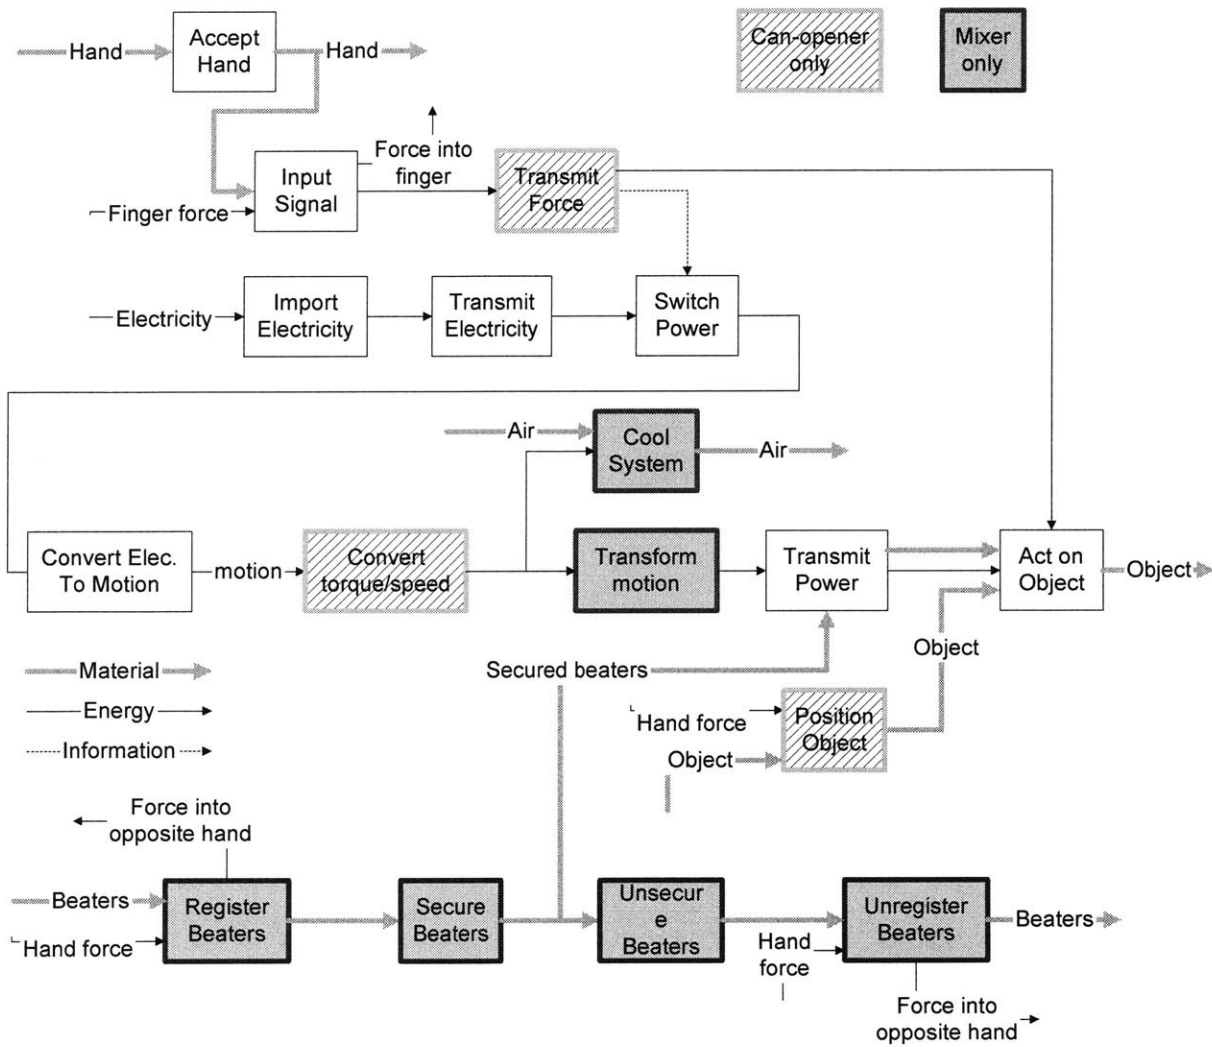 Hand
Accept
Hand
Hand
Can-opener
only
Mixer
only
Force into
finger
Input
Signal
Finger force
Transmit
Force
Electricity
Import
Electricity
Transmit
Electricity
Switch
Power
Air
Cool
System
Air
Convert Elec.
To Motion
motion
Convert
torque/speed
Transform
motion
Transmit
Power
Act on
Object
Object
Material
Energy
Information
Secured beaters
Object
Hand force
Object
Position
Object
Force into
opposite hand
Beaters
Hand force
Register
Beaters
Secure
Beaters
Unsecur
e
Beaters
Hand
force
Unregister
Beaters
Beaters
Force into
opposite hand